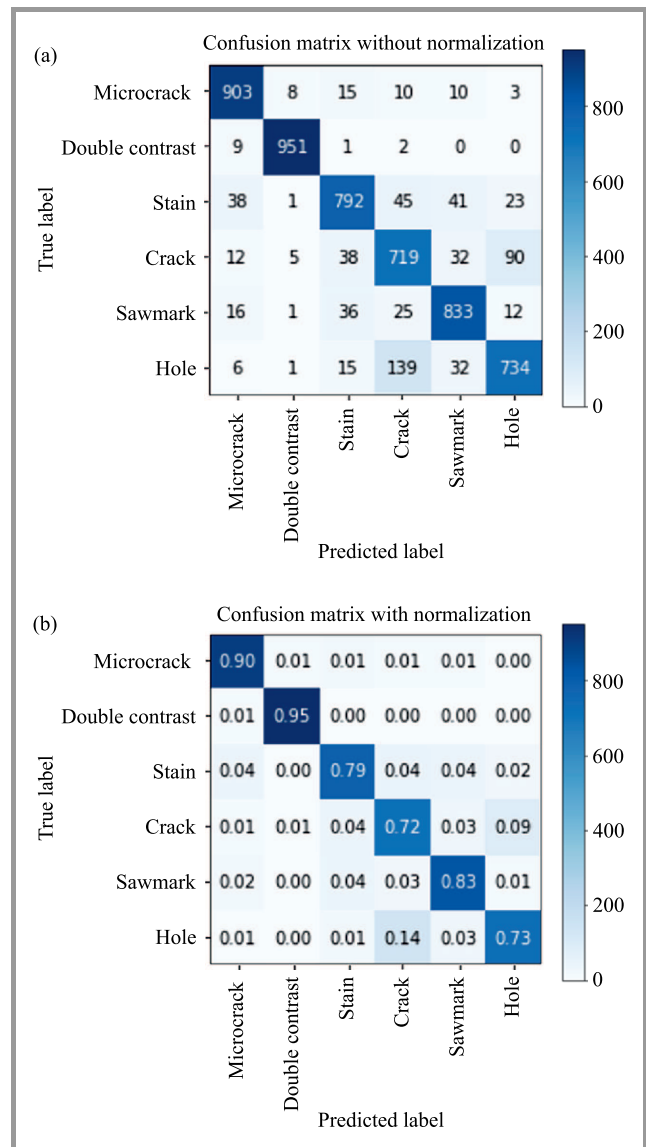 (a)
Confusion matrix without normalization
True label
Microcrack 903 8 15 10 10 3
Double contrast 9 951 1 2 0 0
Stain 38 1 792 45 41 23
Crack 12 5 38 719 32 90
Sawmark 16 1 36 25 833 12
Hole 6 1 15 139 32 734
Microcrack Double contrast Stain Crack Sawmark Hole
Predicted label
800
600
400
200
0
(b)
Confusion matrix with normalization
True label
Microcrack 0.90 0.01 0.01 0.01 0.01 0.00
Double contrast 0.01 0.95 0.00 0.00 0.00 0.00
Stain 0.04 0.00 0.79 0.04 0.04 0.02
Crack 0.01 0.01 0.04 0.72 0.03 0.09
Sawmark 0.02 0.00 0.04 0.03 0.83 0.01
Hole 0.01 0.00 0.01 0.14 0.03 0.73
Microcrack Double contrast Stain Crack Sawmark Hole
Predicted label
800
600
400
200
0